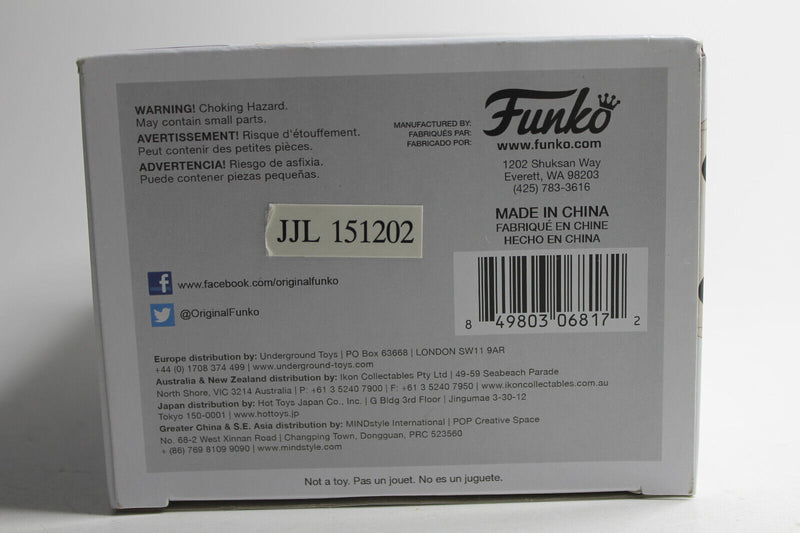 WARNING! Choking Hazard.
May contain small parts.
AVERTISSEMENT! Risque d'étouffement.
Peut contenir des petites pièces.
ADVERTENCIA! Riesgo de asfixia.
Puede contener piezas pequeñas.
MANUFACTURED BY:
FABRIQUÉS PAR:
FABRICADO POR:
Funko
www.funko.com
1202 Shuksan Way
Everett, WA 98203
(425) 783-3616
MADE IN CHINA
FABRIQUÉ EN CHINE
HECHO EN CHINA
JJL 151202
8 49803 06817 2
www.facebook.com/originalfunko
@OriginalFunko
Europe distribution by: Underground Toys | PO Box 63668 | LONDON SW11 9AR
+44 (0) 1708 374 499 | www.underground-toys.com
Australia & New Zealand distribution by: Ikon Collectables Pty Ltd | 49-59 Seabeach Parade
North Shore, VIC 3214 Australia | P: +61 3 5240 7900 | F: +61 3 5240 7950 | www.ikoncollectables.com.au
Japan distribution by: Hot Toys Japan Co., Inc. | G Bldg 3rd Floor | Jingumae 3-30-12
Tokyo 150-0001 | www.hottoys.jp
Greater China & S.E. Asia distribution by: MINDstyle International | POP Creative Space
No. 68-2 West Xinnan Road | Changping Town, Dongguan, PRC 523560
+ (86) 769 8109 9090 | www.mindstyle.com
Not a toy. Pas un jouet. No es un juguete.